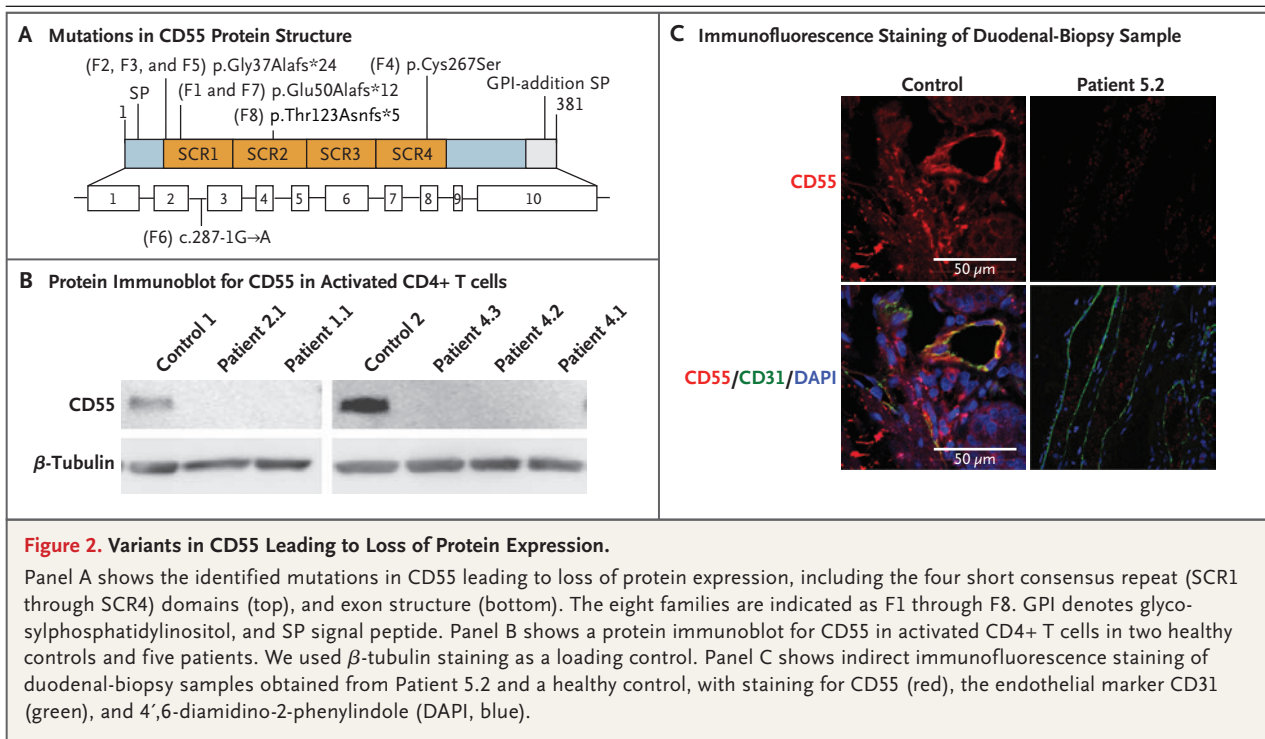 A Mutations in CD55 Protein Structure
(F2, F3, and F5) p.Gly37Alafs*24
(F4) p.Cys267Ser
SP
(F1 and F7) p.Glu50Alafs*12
GPI-addition SP
1
(F8) p.Thr123Asnfs*5
381
SCR1 SCR2 SCR3 SCR4
1 2 3 4 5 6 7 8 9 10
(F6) c.287-1G→A
B Protein Immunoblot for CD55 in Activated CD4+ T cells
Control 1 Patient 2.1 Patient 1.1 Control 2 Patient 4.3 Patient 4.2 Patient 4.1
CD55
β-Tubulin
C Immunofluorescence Staining of Duodenal-Biopsy Sample
Control Patient 5.2
CD55
50 μm
CD55/CD31/DAPI
50 μm
Figure 2. Variants in CD55 Leading to Loss of Protein Expression.
Panel A shows the identified mutations in CD55 leading to loss of protein expression, including the four short consensus repeat (SCR1
through SCR4) domains (top), and exon structure (bottom). The eight families are indicated as F1 through F8. GPI denotes glyco-
sylphosphatidylinositol, and SP signal peptide. Panel B shows a protein immunoblot for CD55 in activated CD4+ T cells in two healthy
controls and five patients. We used β-tubulin staining as a loading control. Panel C shows indirect immunofluorescence staining of
duodenal-biopsy samples obtained from Patient 5.2 and a healthy control, with staining for CD55 (red), the endothelial marker CD31
(green), and 4′,6-diamidino-2-phenylindole (DAPI, blue).